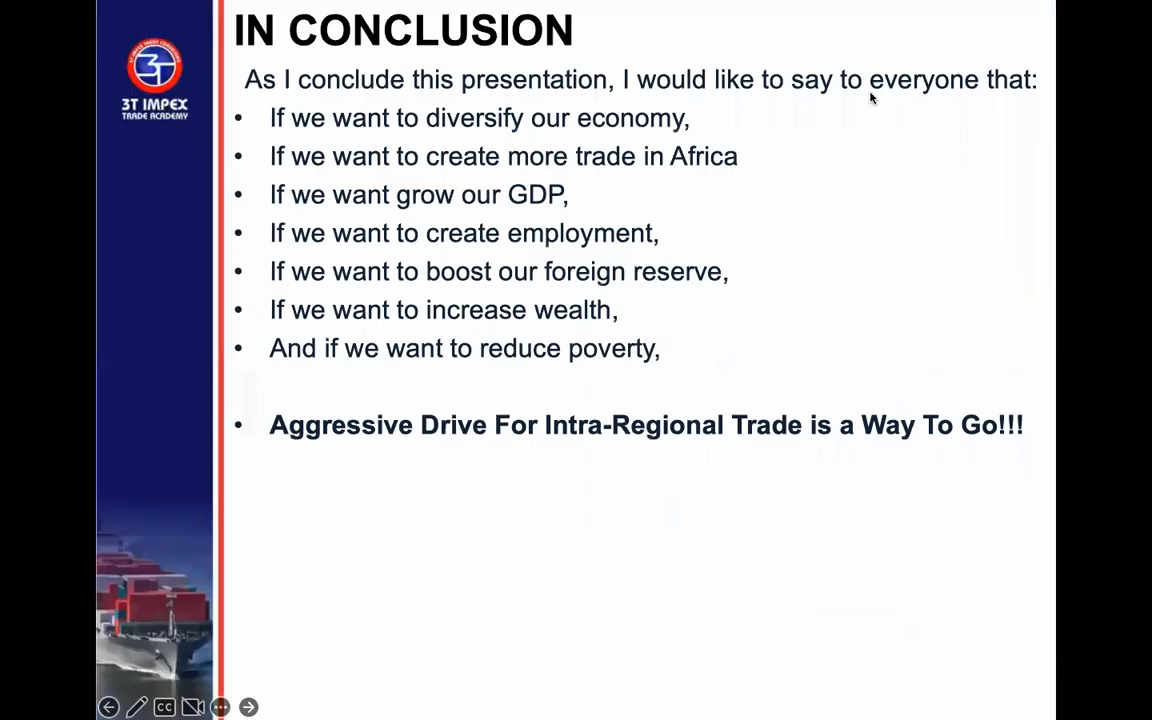 IN CONCLUSION
3T IMPEX
TRADE ACADEMY
As I conclude this presentation, I would like to say to everyone that:
• If we want to diversify our economy,
• If we want to create more trade in Africa
• If we want grow our GDP,
• If we want to create employment,
• If we want to boost our foreign reserve,
• If we want to increase wealth,
• And if we want to reduce poverty,
• Aggressive Drive For Intra-Regional Trade is a Way To Go!!!
CC